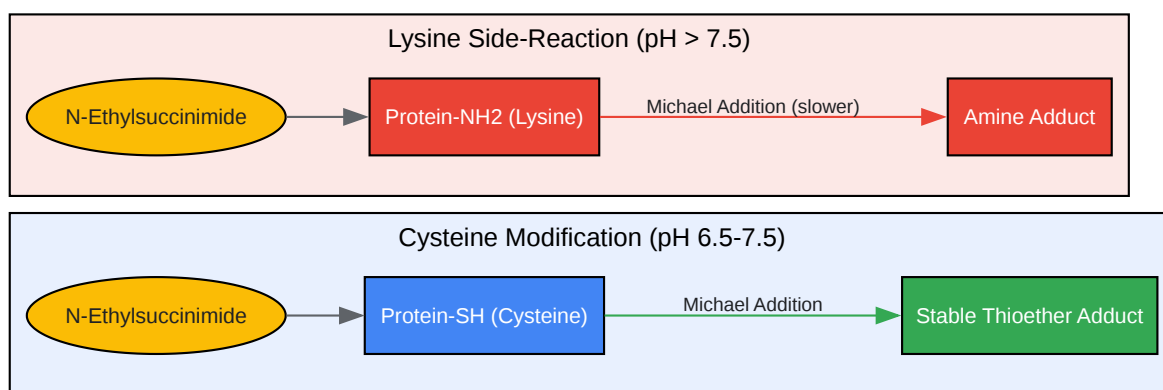 Lysine Side-Reaction (pH > 7.5)
N-Ethylsuccinimide
Protein-NH2 (Lysine)
Michael Addition (slower)
Amine Adduct
Cysteine Modification (pH 6.5-7.5)
N-Ethylsuccinimide
Protein-SH (Cysteine)
Michael Addition
Stable Thioether Adduct